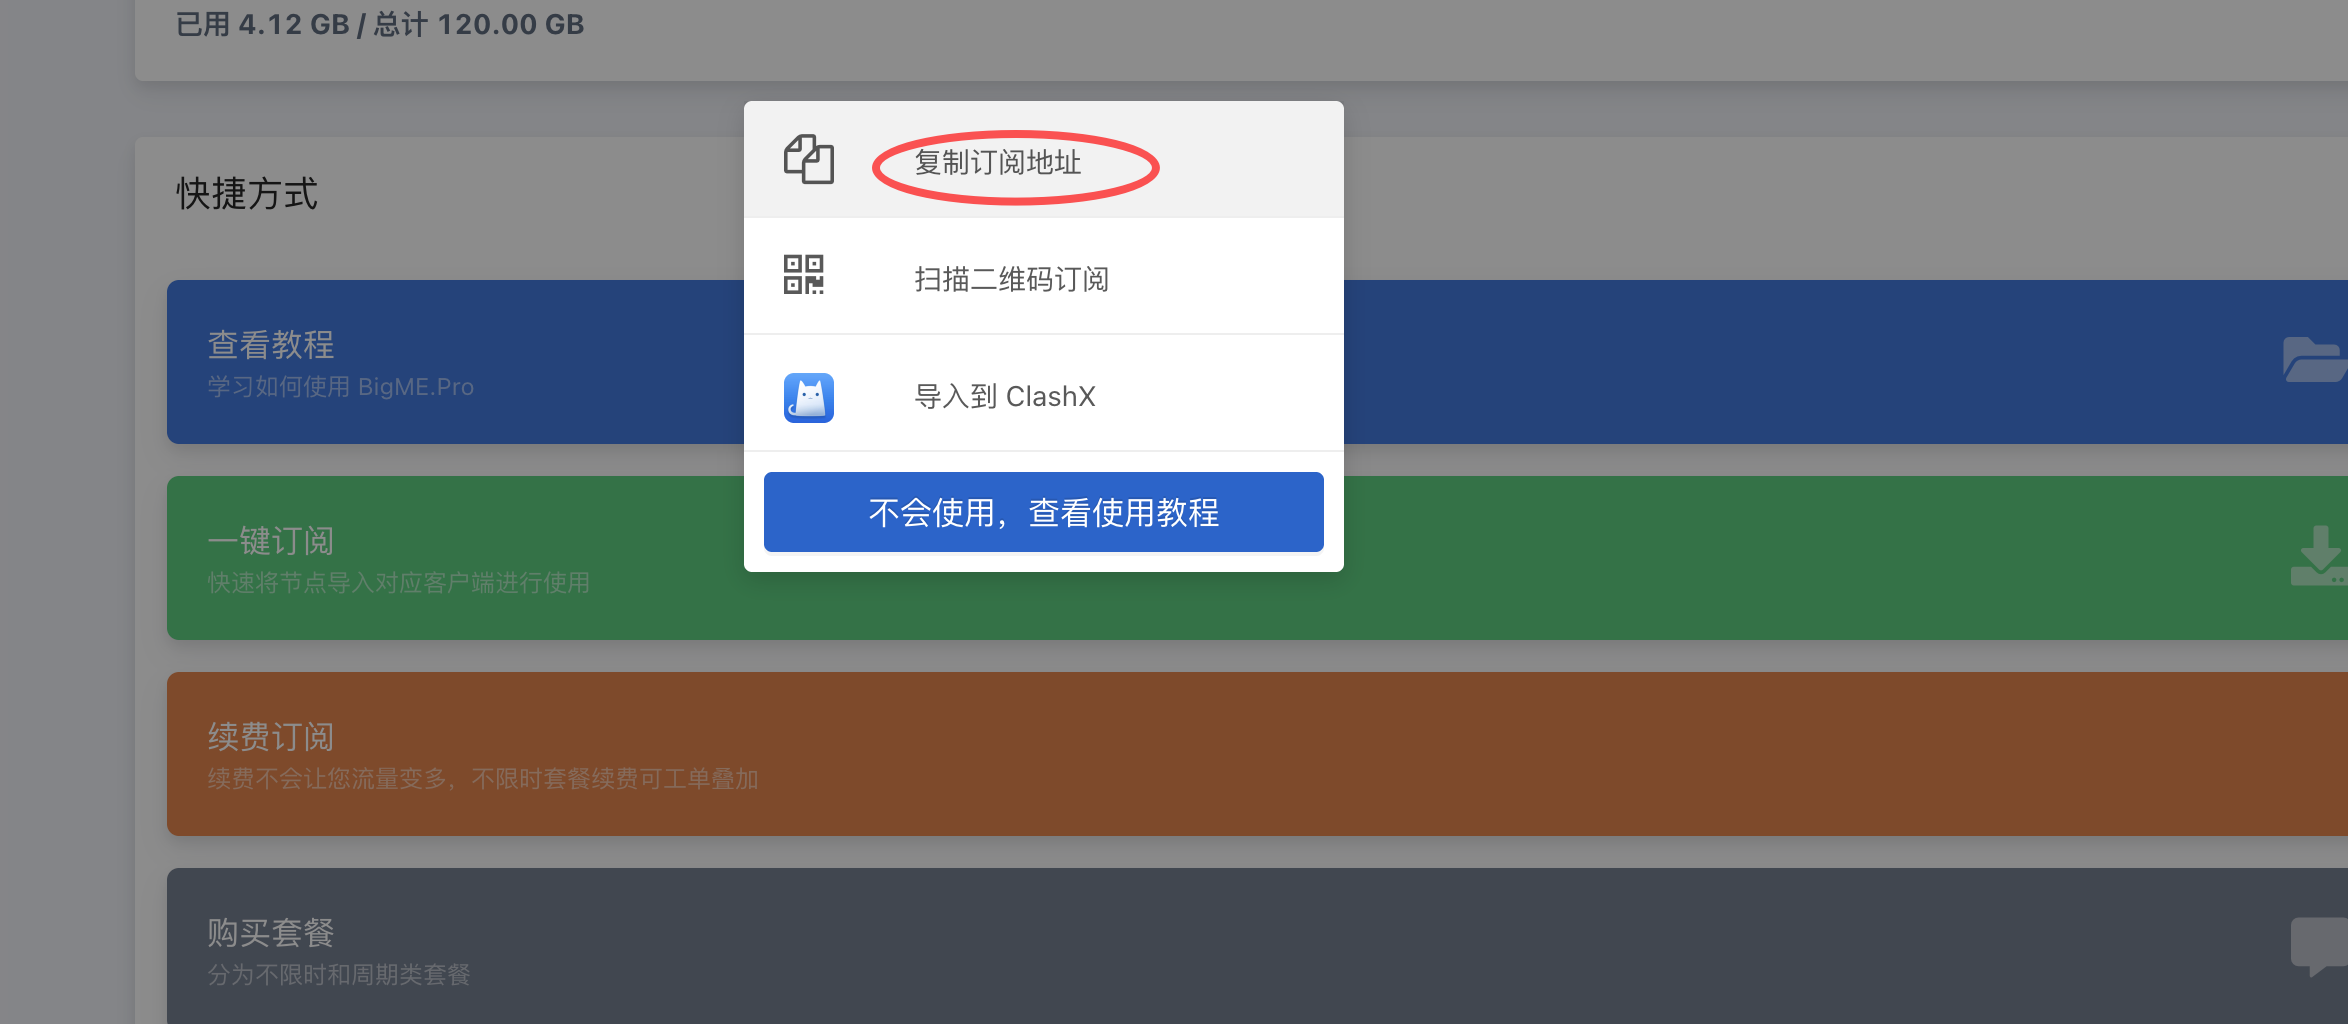 已用 4.12 GB / 总计 120.00 GB
快捷方式
复制订阅地址
扫描二维码订阅
导入到 ClashX
不会使用，查看使用教程
查看教程
学习如何使用 BigME.Pro
一键订阅
快速将节点导入对应客户端进行使用
续费订阅
续费不会让您流量变多，不限时套餐续费可工单叠加
购买套餐
分为不限时和周期类套餐